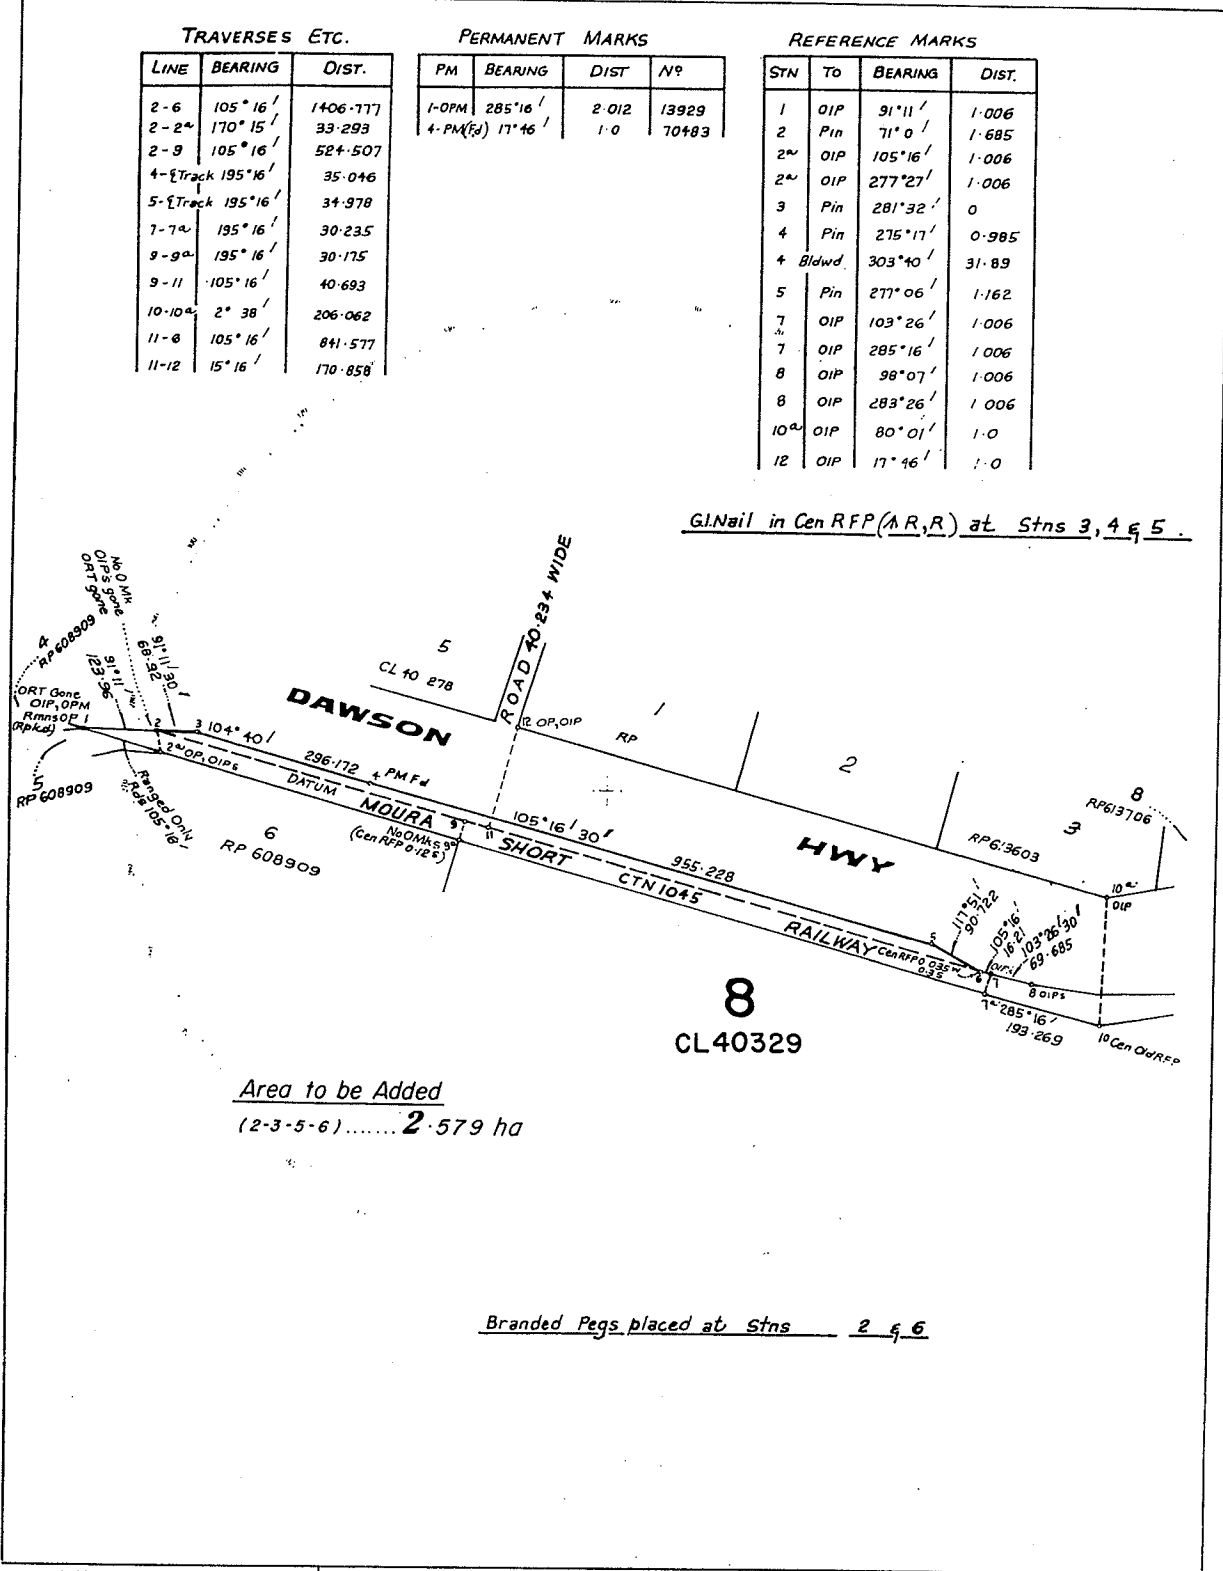 TRAVERSES ETC.
LINE BEARING DIST.
2-6 105°16' 1406·777
2-2a 170°15' 33·293
2-9 105°16' 524·507
4-₠Track 195°16' 35·046
5-₠Track 195°16' 34·978
7-7a 195°16' 30·235
9-9a 195°16' 30·175
9-11 105°16' 40·693
10-10a 2°38' 206·062
11-6 105°16' 841·577
11-12 15°16' 170·858
PERMANENT MARKS
PM BEARING DIST Nº
1-OPM 285°16' 2·012 13929
4-PM(Fd) 17°46' 1·0 70483
REFERENCE MARKS
STN TO BEARING DIST.
1 OIP 91°11' 1·006
2 Pin 71°0' 1·685
2a OIP 105°16' 1·006
2a OIP 277°27' 1·006
3 Pin 281°32' 0
4 Pin 275°17' 0·985
4 Bldwd 303°40' 31·89
5 Pin 277°06' 1·162
7 OIP 103°26' 1·006
7 OIP 285°16' 1·006
8 OIP 98°07' 1·006
8 OIP 283°26' 1·006
10a OIP 80°01' 1·0
12 OIP 17°46' 1·0
G.I.Nail in Cen RFP(↑R,R) at Stns 3, 4 & 5.
No O Mk
OIPs gone
ORT gone
4
RP608909
91°11'30"
68·92
91°11'
123·96
ORT Gone
OIP, OPM
Rmns OP 1
(Rpkd)
5
RP 608909
2
3
104°40'
296·172
4 PM Fd
2a OP, OIPs
DATUM
Ranged Only
Rds 105°16'
6
RP 608909
5
CL 40 278
ROAD 40·234 WIDE
DAWSON
HWY
12 OP, OIP
RP
1
2
3
RP613603
8
RP613706
MOURA
SHORT
RAILWAY
CTN 1045
No OMks 9a
(Cen RFP 0·12 s)
9
11
105°16'30"
955·228
5
117°51'
90·722
105°16'
16·21
103°26'30"
69·685
Cen RFP 0·035 w
0·35
6
7
OIPs
8 OIPs
7a
285°16'
193·269
10a
OIP
10 Cen Old RFP
8
CL40329
Area to be Added
(2-3-5-6)....... 2·579 ha
Branded Pegs placed at Stns 2 & 6